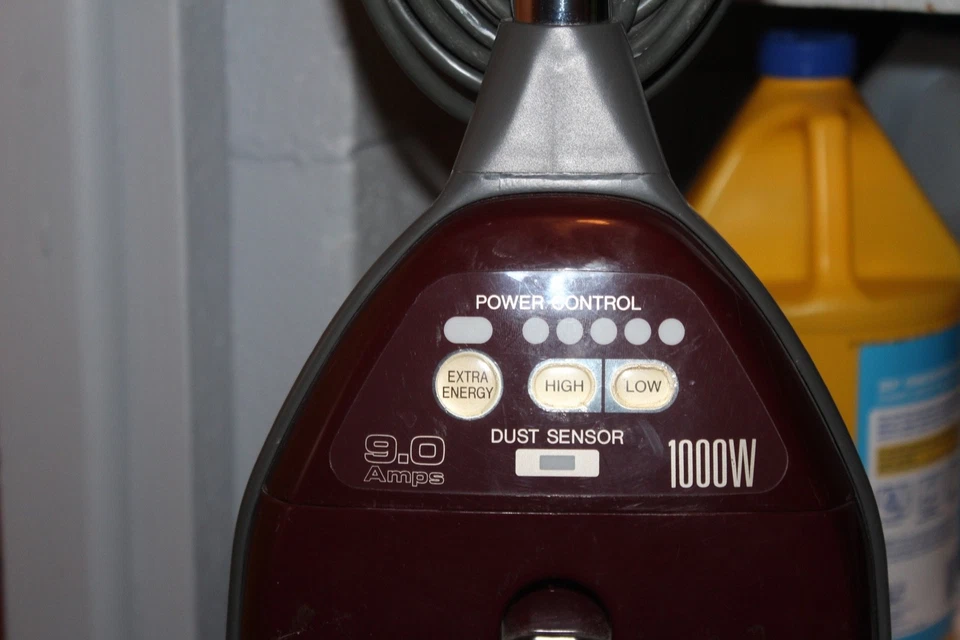 POWER CONTROL
EXTRA
ENERGY
HIGH
LOW
DUST SENSOR
9.0
Amps
1000W